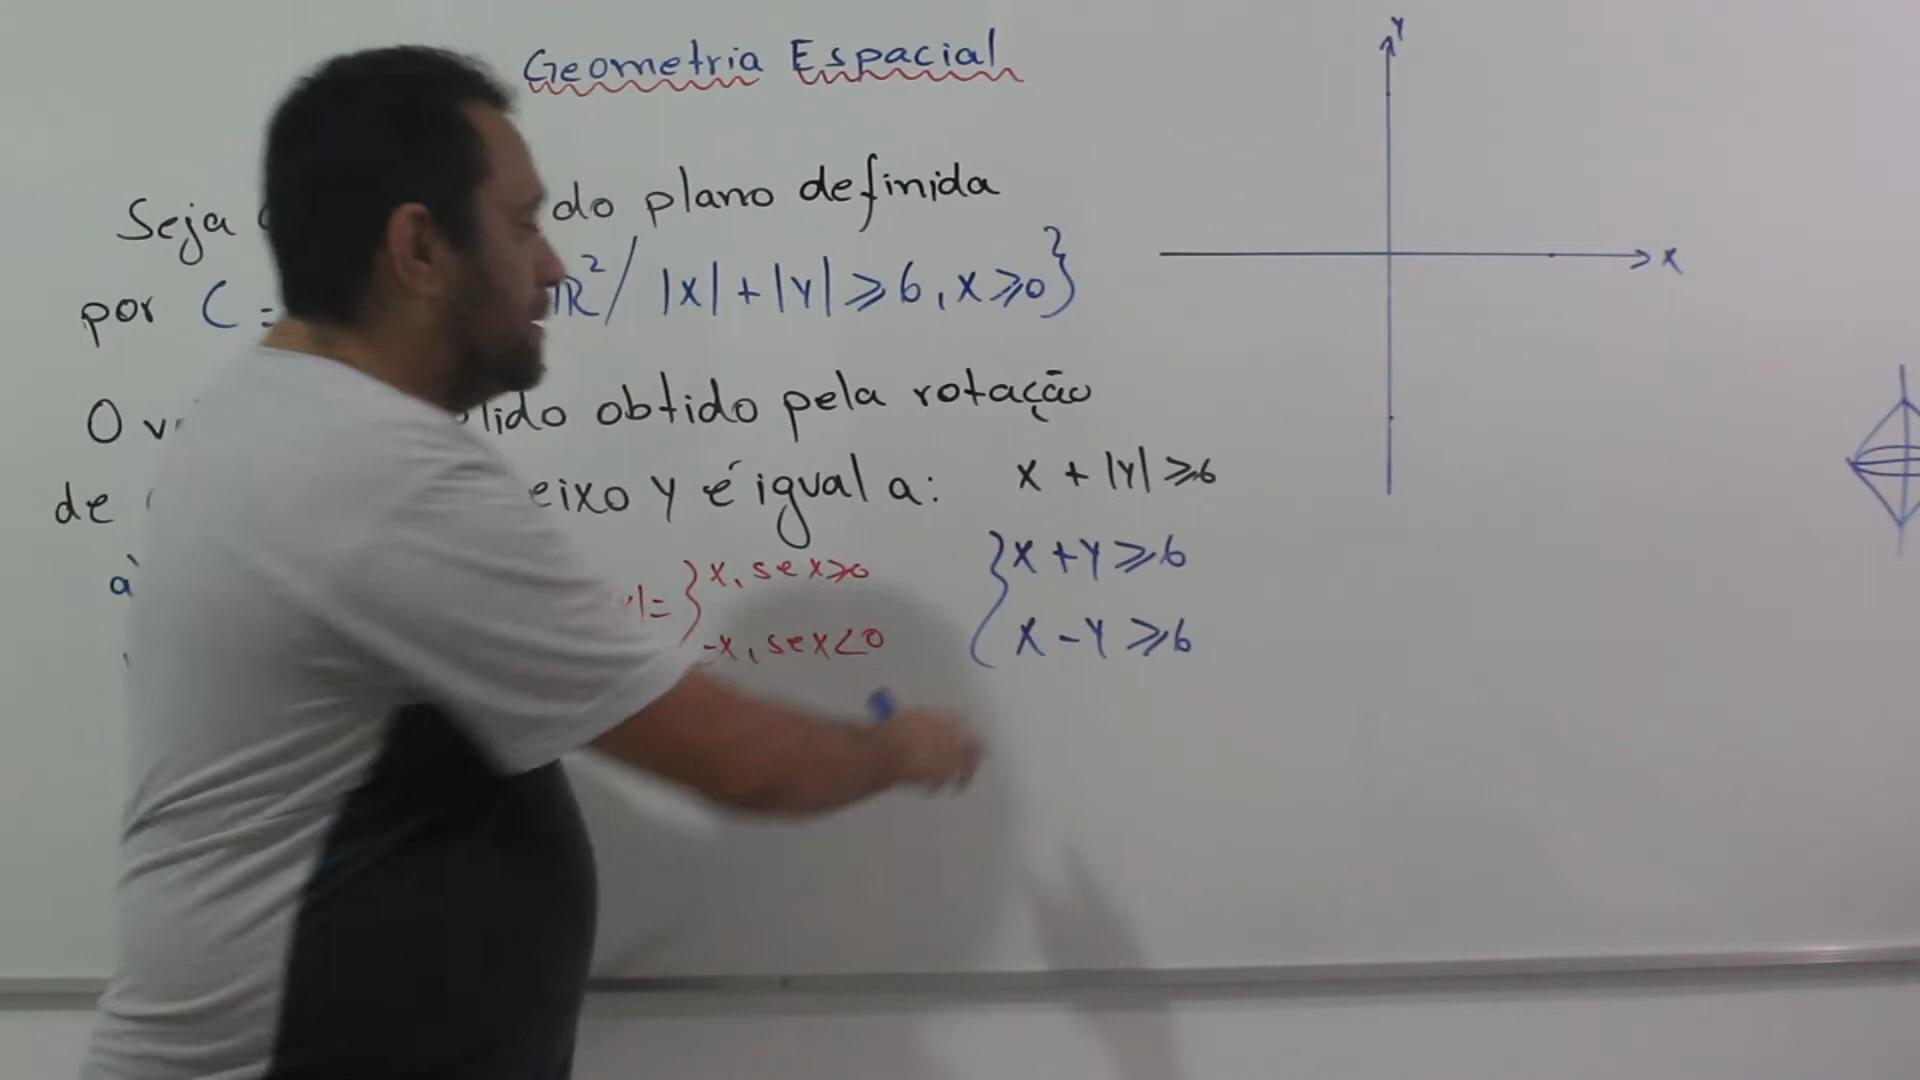 Geometria Espacial
Seja do plano definida
por C = ℝ² / |x| + |y| ⩾ 6, x ⩾ 0}
O lido obtido pela rotação
de eixo y é igual a:
x + |y| ⩾ 6
à
= { x, se x ⩾ 0
-x, se x < 0
{ x + y ⩾ 6
x - y ⩾ 6
y
x